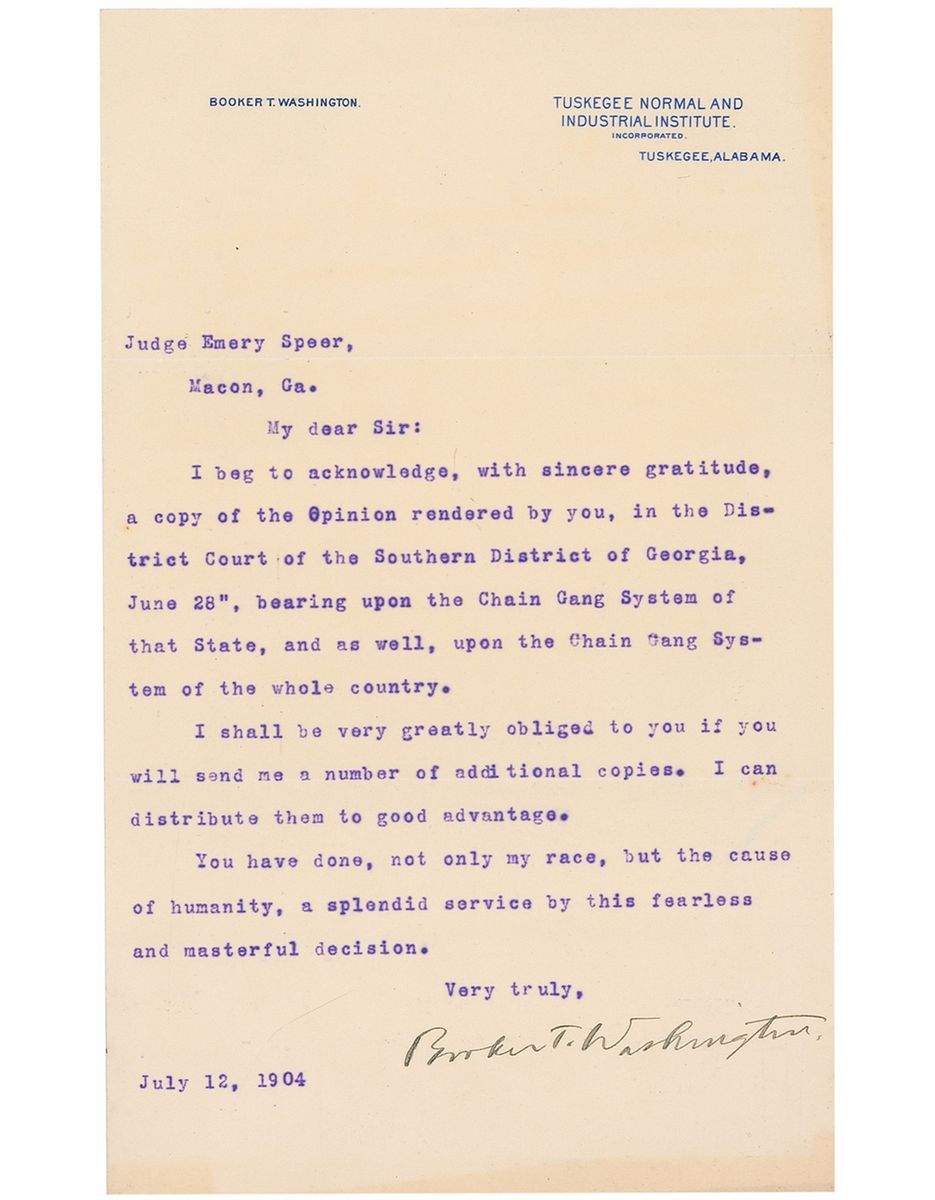 BOOKER T. WASHINGTON.
TUSKEGEE NORMAL AND
INDUSTRIAL INSTITUTE.
INCORPORATED.
TUSKEGEE, ALABAMA.
Judge Emery Speer,
Macon, Ga.
My dear Sir:
I beg to acknowledge, with sincere gratitude,
a copy of the Opinion rendered by you, in the Dis-
trict Court of the Southern District of Georgia,
June 28", bearing upon the Chain Gang System of
that State, and as well, upon the Chain Gang Sys-
tem of the whole country.
I shall be very greatly obliged to you if you
will send me a number of additional copies. I can
distribute them to good advantage.
You have done, not only my race, but the cause
of humanity, a splendid service by this fearless
and masterful decision.
Very truly,
Booker T. Washington.
July 12, 1904